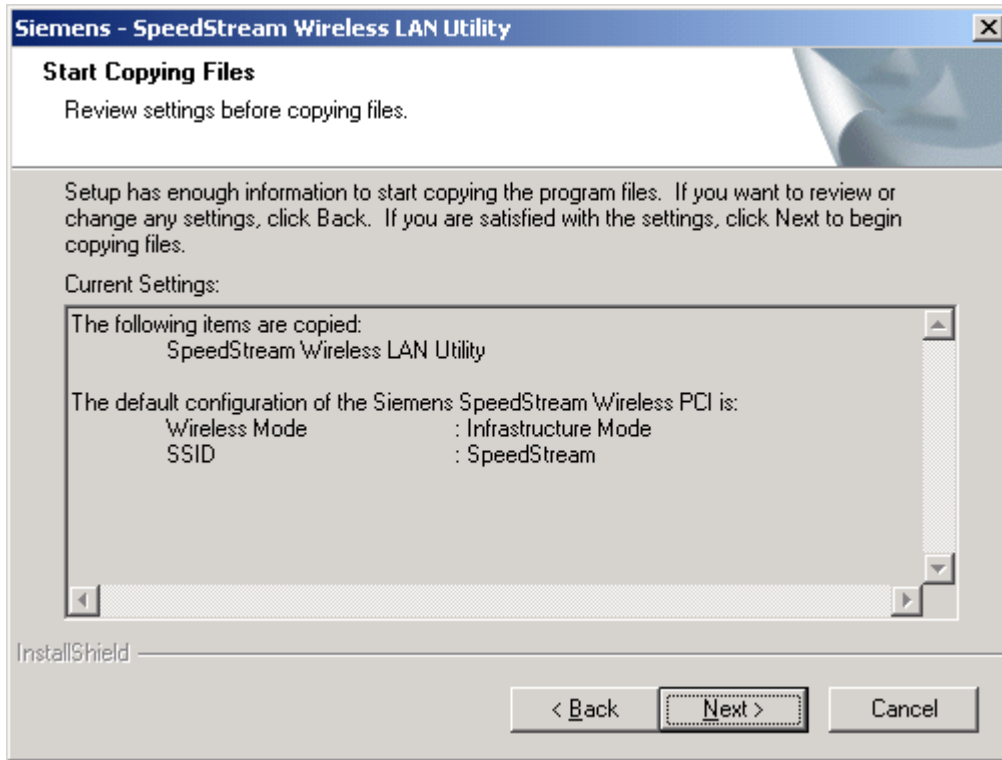 Siemens - SpeedStream Wireless LAN Utility
Start Copying Files
Review settings before copying files.
Setup has enough information to start copying the program files. If you want to review or
change any settings, click Back. If you are satisfied with the settings, click Next to begin
copying files.
Current Settings:
The following items are copied:
SpeedStream Wireless LAN Utility
The default configuration of the Siemens SpeedStream Wireless PCI is:
Wireless Mode : Infrastructure Mode
SSID : SpeedStream
InstallShield
< Back Next > Cancel